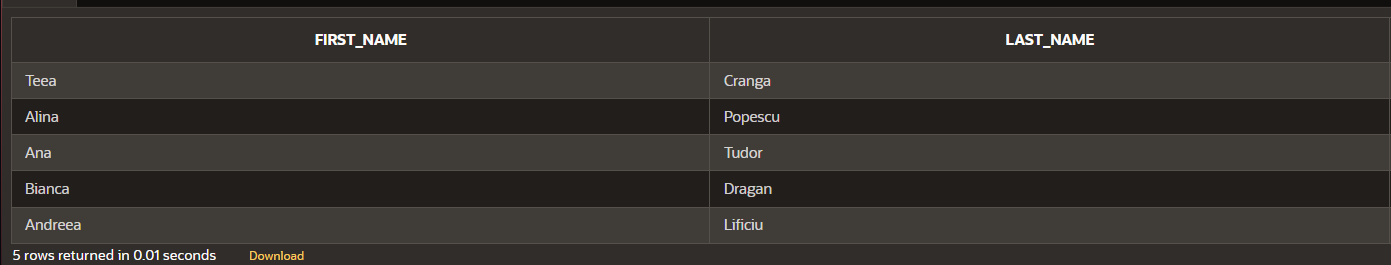 FIRST_NAME LAST_NAME
Teea Cranga
Alina Popescu
Ana Tudor
Bianca Dragan
Andreea Lificiu
5 rows returned in 0.01 seconds Download